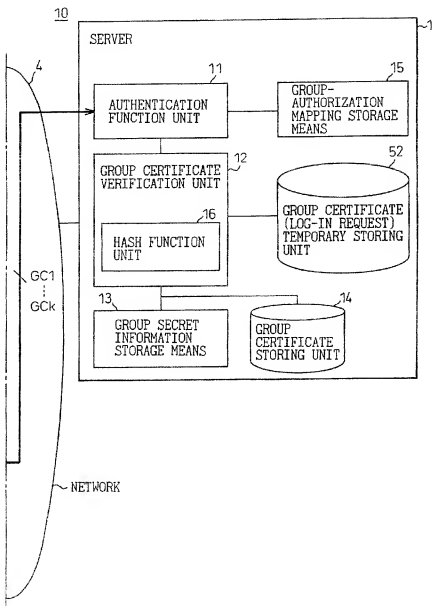 10
1
SERVER
4
11
15
AUTHENTICATION
FUNCTION UNIT
GROUP-
AUTHORIZATION
MAPPING STORAGE
MEANS
12
52
GROUP CERTIFICATE
VERIFICATION UNIT
16
HASH FUNCTION
UNIT
GROUP CERTIFICATE
(LOG-IN REQUEST)
TEMPORARY STORING
UNIT
GC1
GCk
13
14
GROUP SECRET
INFORMATION
STORAGE MEANS
GROUP
CERTIFICATE
STORING UNIT
NETWORK